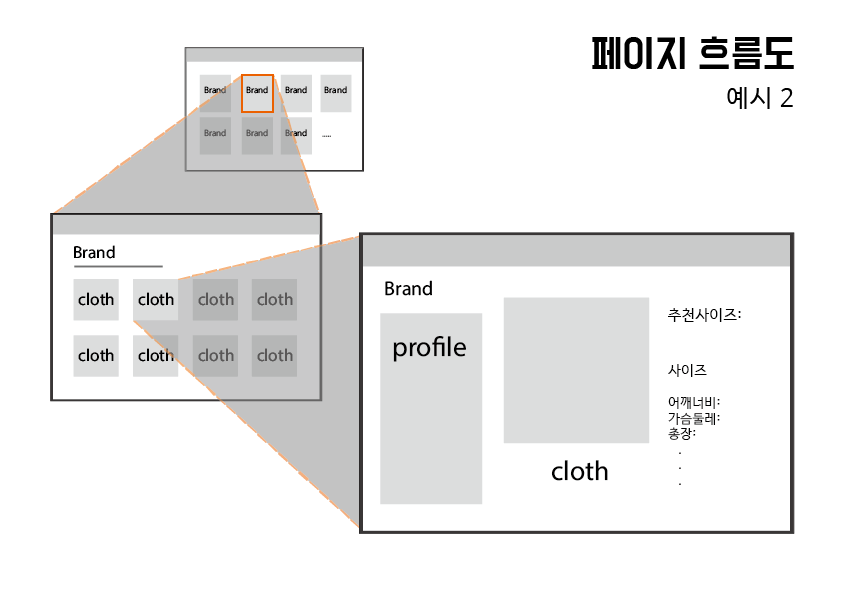 페이지 흐름도
예시 2
Brand Brand Brand Brand
Brand Brand Brand .....
Brand
cloth cloth cloth cloth
cloth cloth cloth cloth
Brand
profile
cloth
추천사이즈:
사이즈
어깨너비:
가슴둘레:
총장:
.
.
.